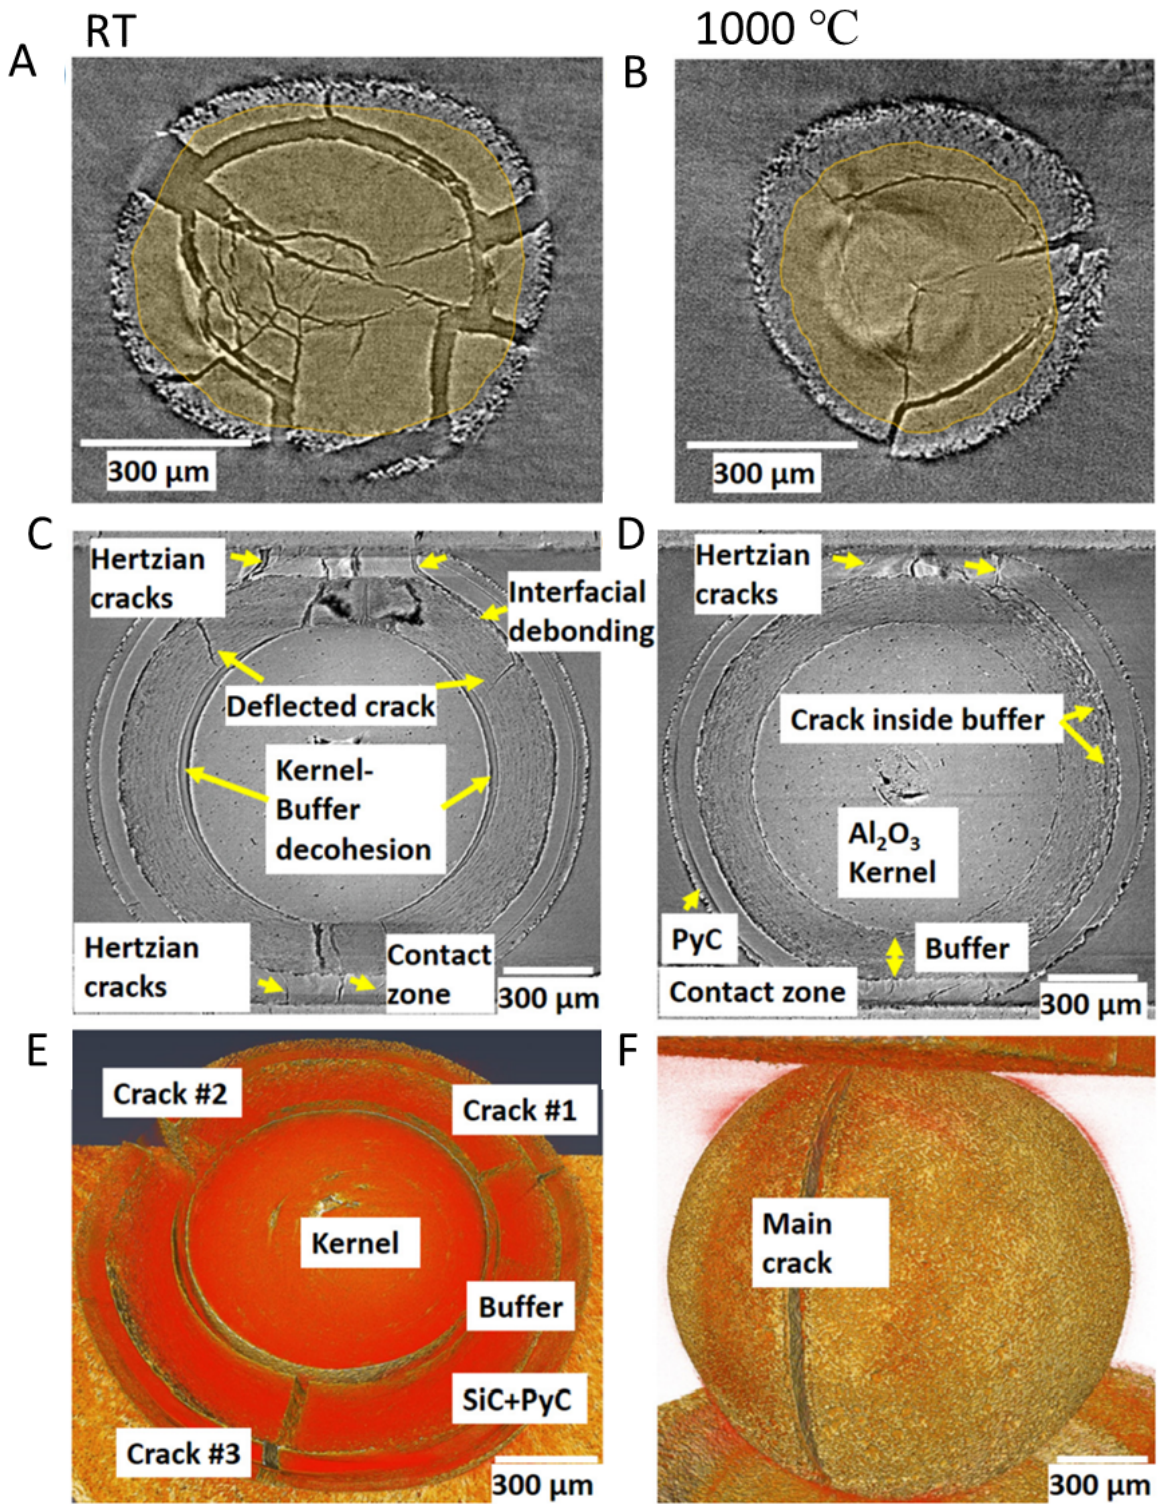 RT
1000 °C
A
B
300 µm
300 µm
C
D
Hertzian
cracks
Interfacial
debonding
Deflected crack
Kernel-
Buffer
decohesion
Hertzian
cracks
Contact
zone
300 µm
Hertzian
cracks
Crack inside buffer
Al₂O₃
Kernel
PyC
Buffer
Contact zone
300 µm
E
F
Crack #2
Crack #1
Kernel
Buffer
SiC+PyC
Crack #3
300 µm
Main
crack
300 µm